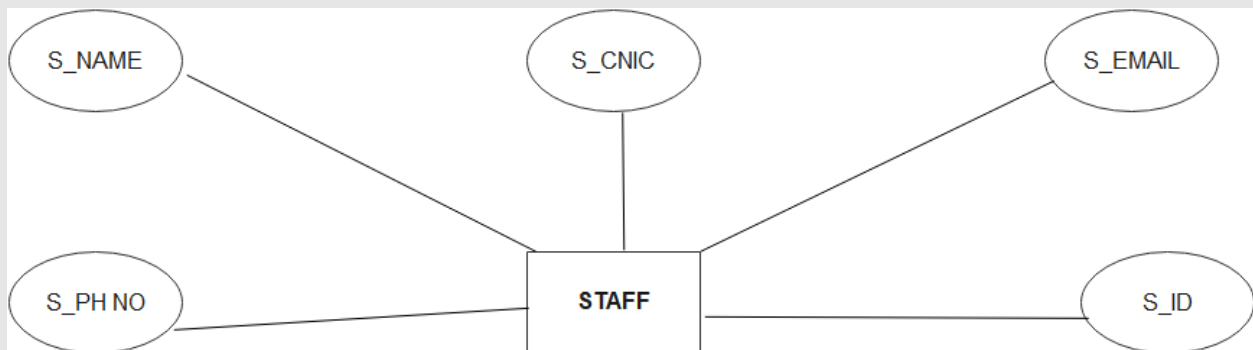 S_NAME
S_CNIC
S_EMAIL
S_PH NO
STAFF
S_ID